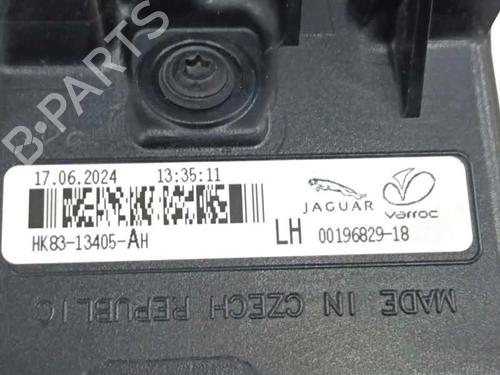 B-PARTS
17.06.2024 13:35:11
JAGUAR varroc
HK83-13405-AH LH 00196829-18
MADE IN CZECH REPUBLIC